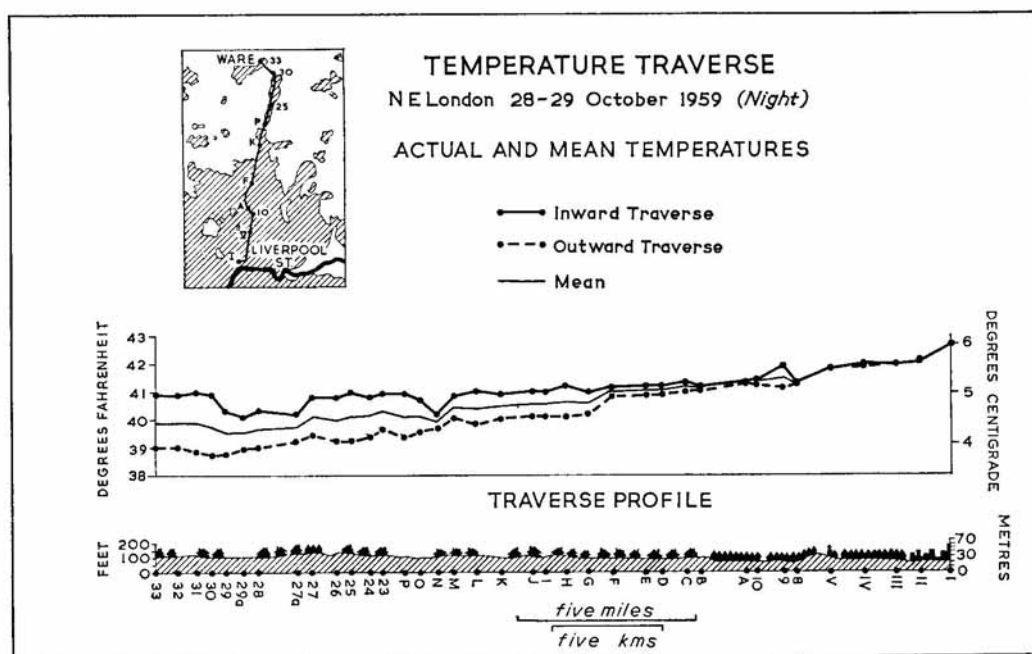 TEMPERATURE TRAVERSE
NE London 28-29 October 1959 (Night)
ACTUAL AND MEAN TEMPERATURES
WARE 33
30
25
P
K
F
A 10
V
I
LIVERPOOL
ST
Inward Traverse
Outward Traverse
Mean
DEGREES FAHRENHEIT
43
42
41
40
39
38
DEGREES CENTIGRADE
6
5
4
TRAVERSE PROFILE
FEET
200
100
0
METRES
70
30
0
33 32 31 30 29 29a 28 27a 27 26 25 24 23 P O N M L K J I H G F E D C B A 10 9 8 V IV III II I
five miles
five kms